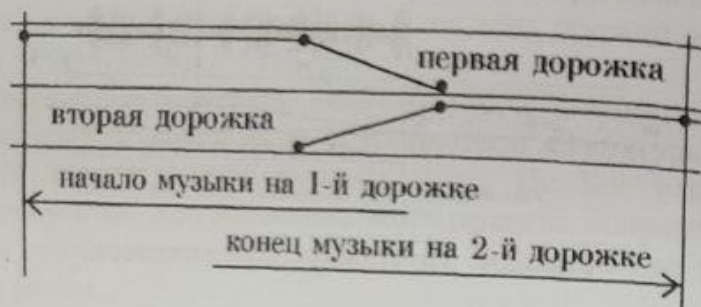 первая дорожка
вторая дорожка
начало музыки на 1-й дорожке
конец музыки на 2-й дорожке